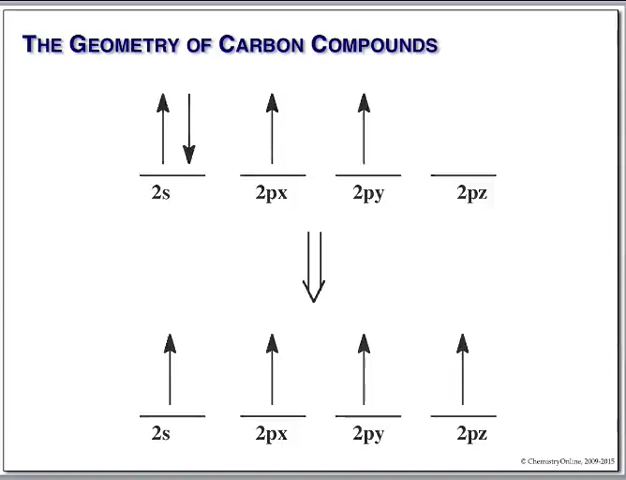 THE GEOMETRY OF CARBON COMPOUNDS
2s 2px 2py 2pz
2s 2px 2py 2pz
© ChemistryOnline, 2009-2015